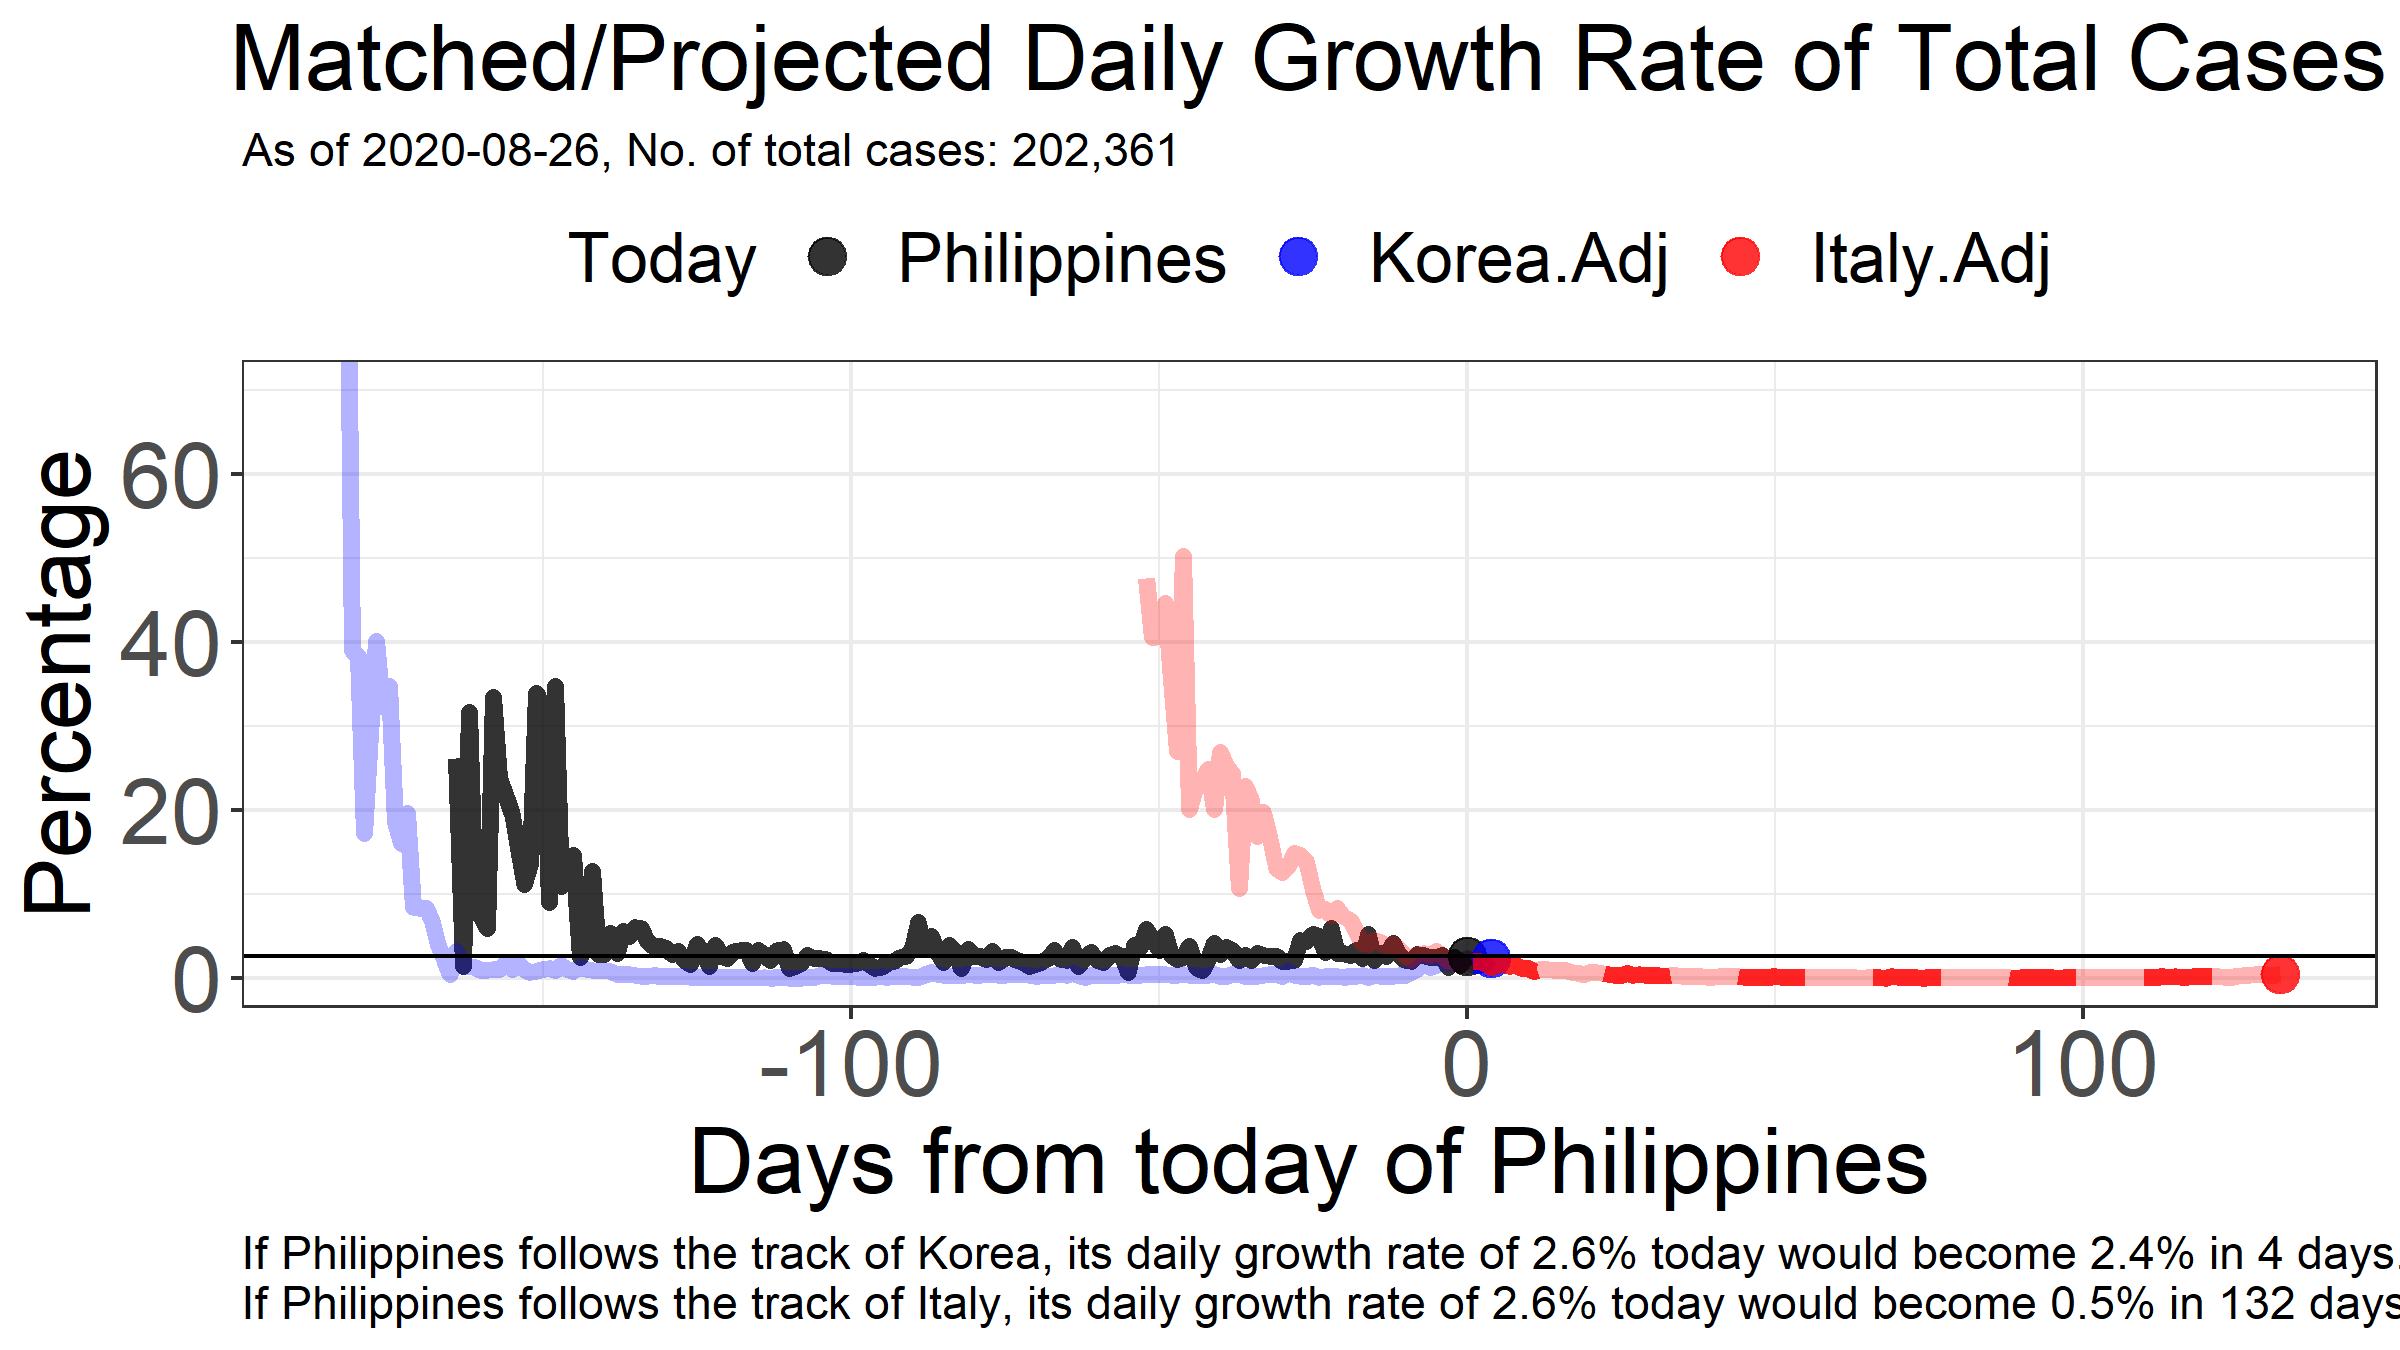 Matched/Projected Daily Growth Rate of Total Cases
As of 2020-08-26, No. of total cases: 202,361
Today Philippines Korea.Adj Italy.Adj
Percentage
60
40
20
0
-100 0 100
Days from today of Philippines
If Philippines follows the track of Korea, its daily growth rate of 2.6% today would become 2.4% in 4 days.
If Philippines follows the track of Italy, its daily growth rate of 2.6% today would become 0.5% in 132 days